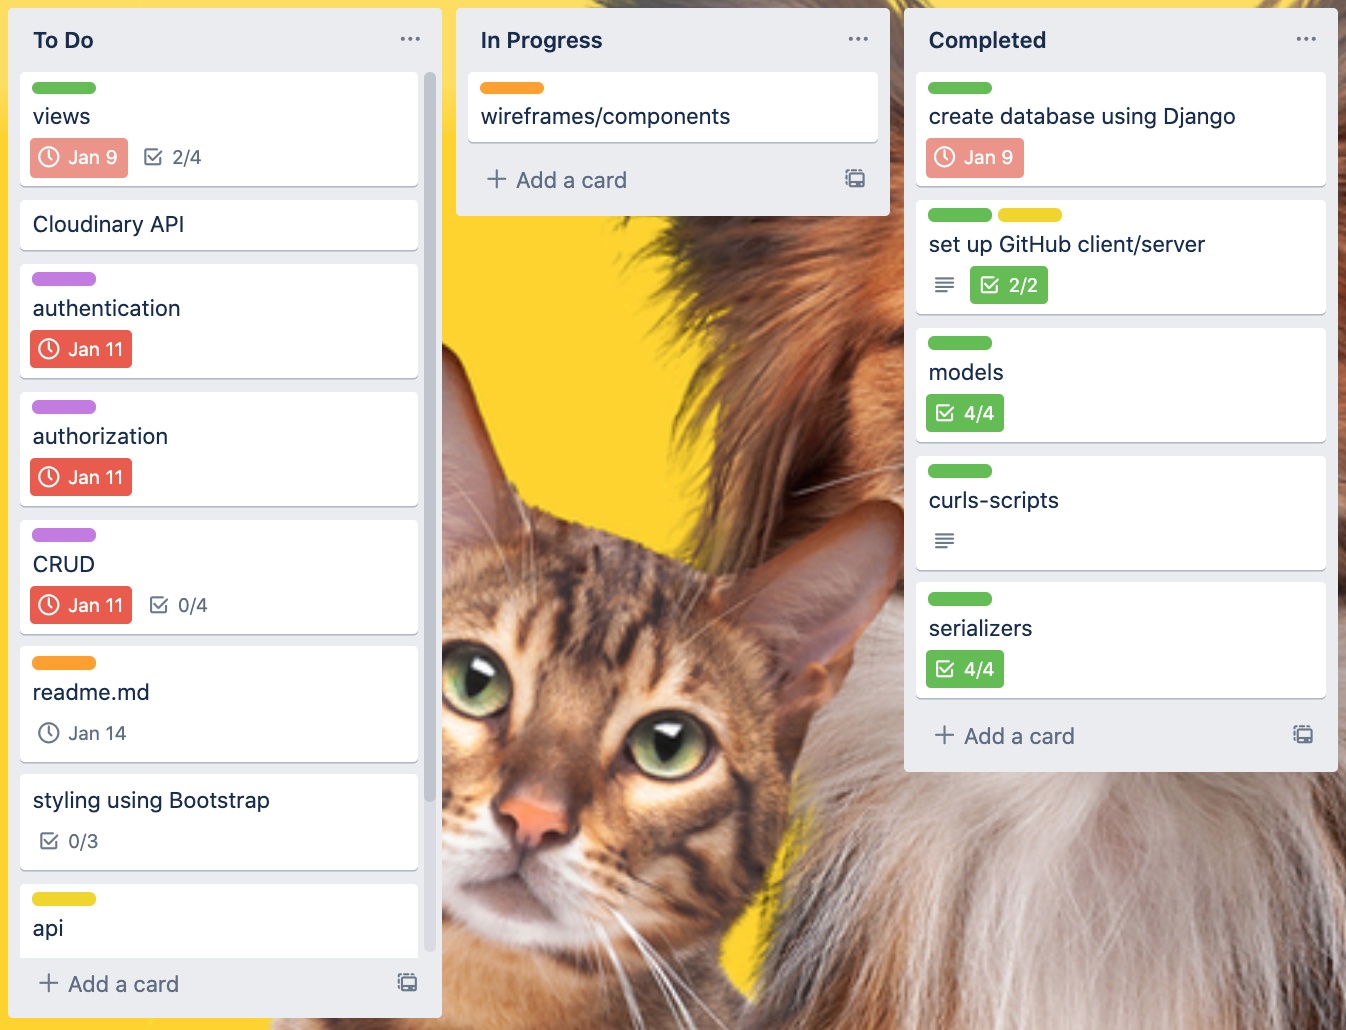 To Do
views
Jan 9 2/4
Cloudinary API
authentication
Jan 11
authorization
Jan 11
CRUD
Jan 11 0/4
readme.md
Jan 14
styling using Bootstrap
0/3
api
+ Add a card
In Progress
wireframes/components
+ Add a card
Completed
create database using Django
Jan 9
set up GitHub client/server
2/2
models
4/4
curls-scripts
serializers
4/4
+ Add a card